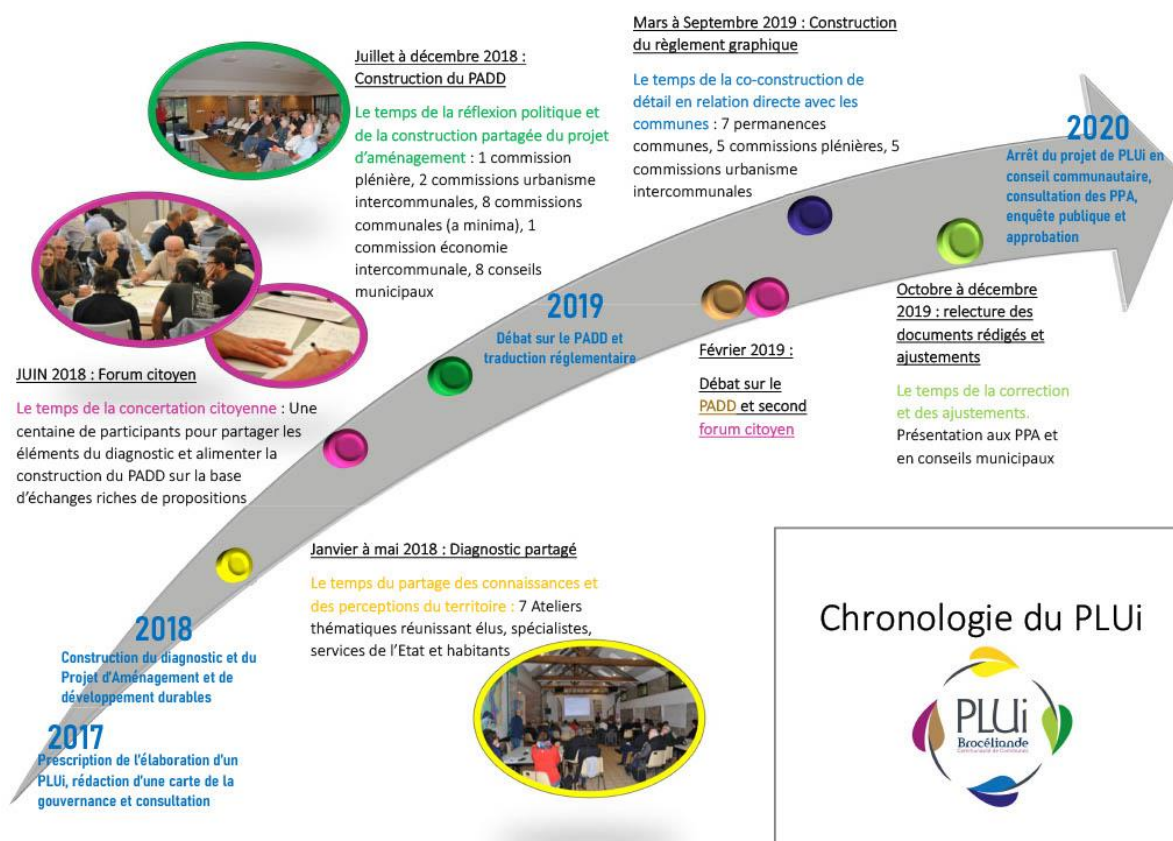 Juillet à décembre 2018 :
Construction du PADD
Le temps de la réflexion politique et
de la construction partagée du projet
d'aménagement : 1 commission
plénière, 2 commissions urbanisme
intercommunales, 8 commissions
communales (a minima), 1
commission économie
intercommunale, 8 conseils
municipaux
Mars à Septembre 2019 : Construction
du règlement graphique
Le temps de la co-construction de
détail en relation directe avec les
communes : 7 permanences
communes, 5 commissions plénières, 5
commissions urbanisme
intercommunales
2020
Arrêt du projet de PLUi en
conseil communautaire,
consultation des PPA,
enquête publique et
approbation
2019
Débat sur le PADD et
traduction réglementaire
Février 2019 :
Débat sur le
PADD et second
forum citoyen
Octobre à décembre
2019 : relecture des
documents rédigés et
ajustements
Le temps de la correction
et des ajustements.
Présentation aux PPA et
en conseils municipaux
JUIN 2018 : Forum citoyen
Le temps de la concertation citoyenne : Une
centaine de participants pour partager les
éléments du diagnostic et alimenter la
construction du PADD sur la base
d'échanges riches de propositions
Janvier à mai 2018 : Diagnostic partagé
Le temps du partage des connaissances et
des perceptions du territoire : 7 Ateliers
thématiques réunissant élus, spécialistes,
services de l'Etat et habitants
2018
Construction du diagnostic et du
Projet d'Aménagement et de
développement durables
2017
Prescription de l'élaboration d'un
PLUi, rédaction d'une carte de la
gouvernance et consultation
Chronologie du PLUi
PLUi
Brocéliande
Communauté de Communes